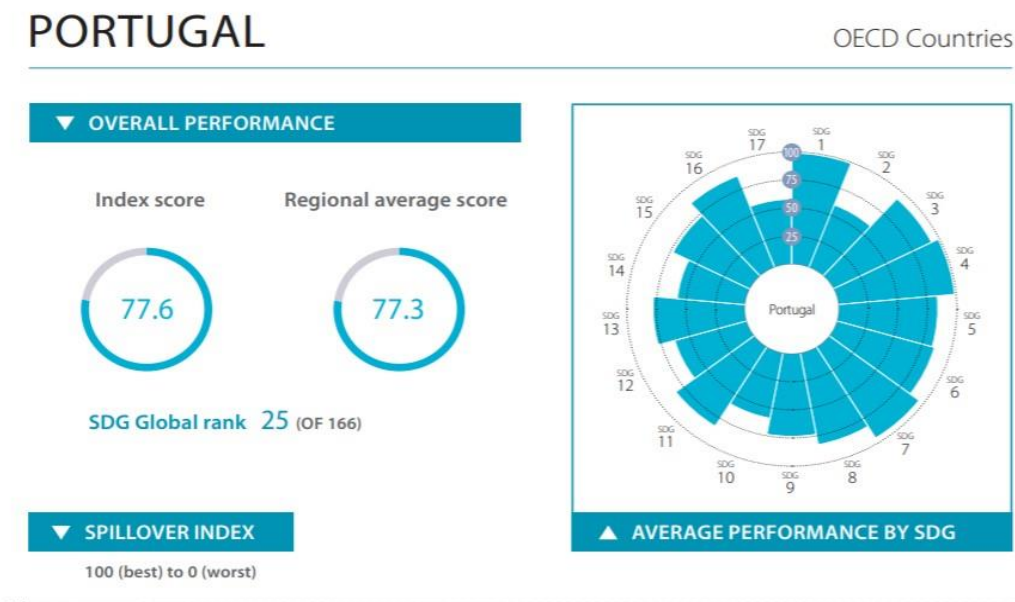 PORTUGAL
OECD Countries
▼ OVERALL PERFORMANCE
Index score
Regional average score
77.6
77.3
SDG Global rank 25 (OF 166)
▼ SPILLOVER INDEX
100 (best) to 0 (worst)
SDG 1
SDG 2
SDG 3
SDG 4
SDG 5
SDG 6
SDG 7
SDG 8
SDG 9
SDG 10
SDG 11
SDG 12
SDG 13
SDG 14
SDG 15
SDG 16
SDG 17
100
75
50
25
Portugal
▲ AVERAGE PERFORMANCE BY SDG